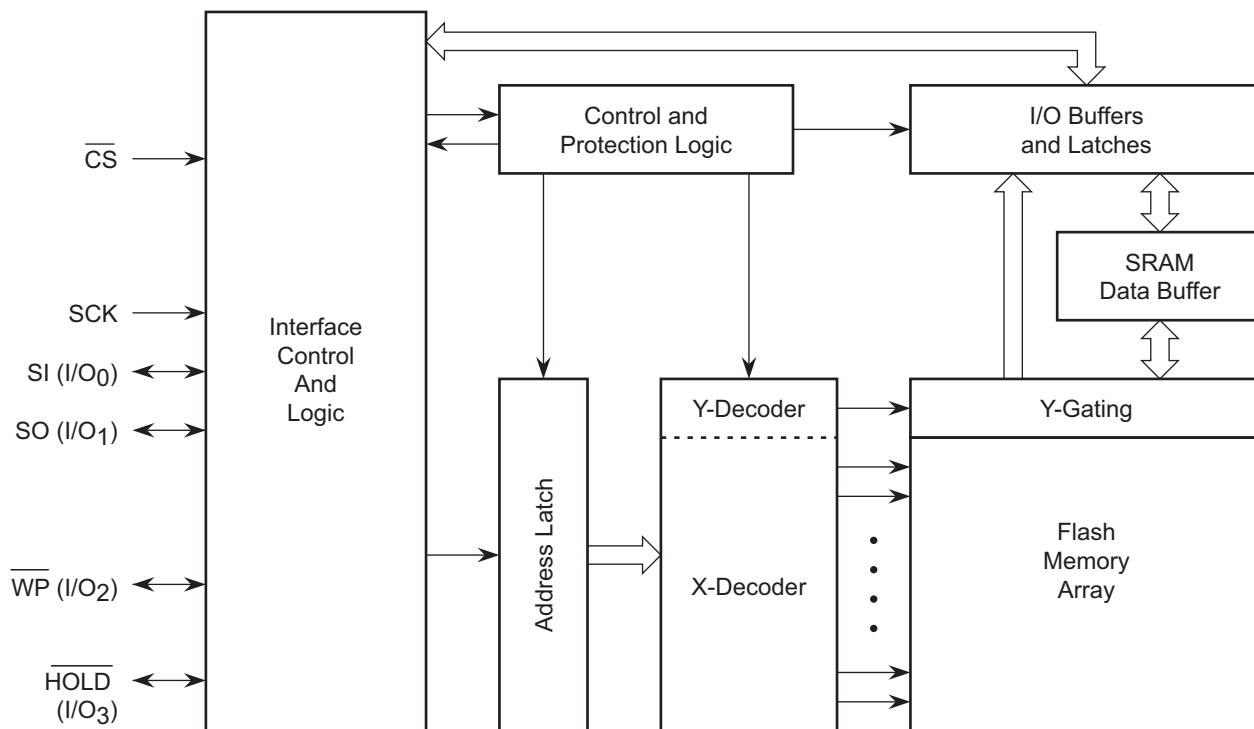 Control and
Protection Logic
I/O Buffers
and Latches
CS
SRAM
Data Buffer
SCK
Interface
Control
And
Logic
SI (I/O0)
SO (I/O1)
Y-Decoder
Y-Gating
Address Latch
WP (I/O2)
X-Decoder
Flash
Memory
Array
HOLD
(I/O3)